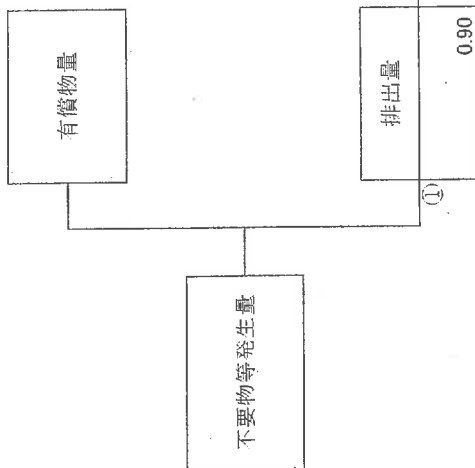 有償物量
不要物等発生量
排出量
①
0.90